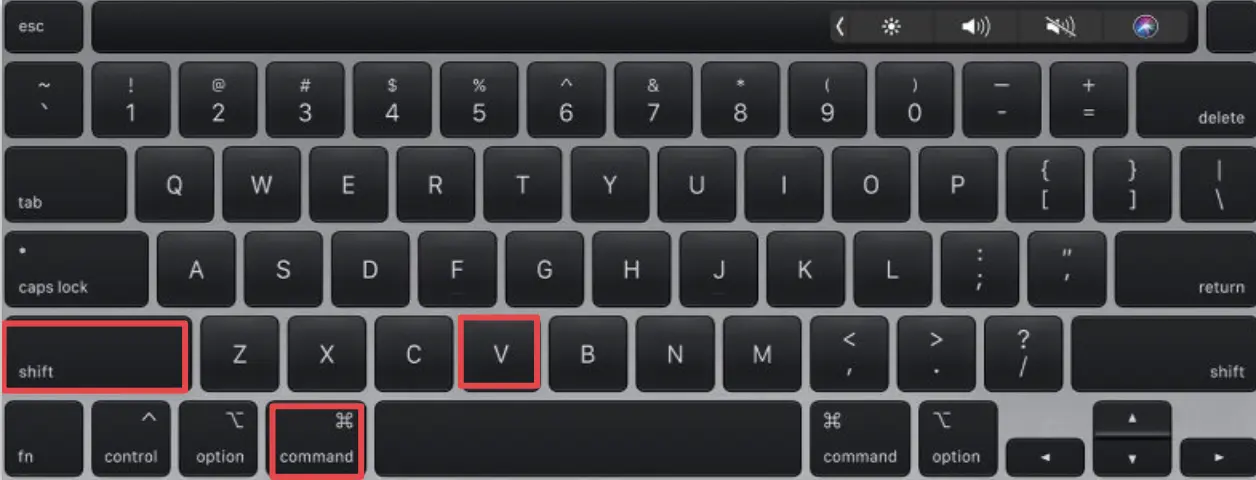 esc
~ ! @ # $ % ^ & * ( ) — +
` 1 2 3 4 5 6 7 8 9 0 - = delete
tab Q W E R T Y U I O P { [ } ] | \
caps lock A S D F G H J K L : ; " ' return
shift Z X C V B N M < , > . ? / shift
fn ^ control ⌥ option ⌘ command ⌘ command ⌥ option ◄ ▲ ▼ ►